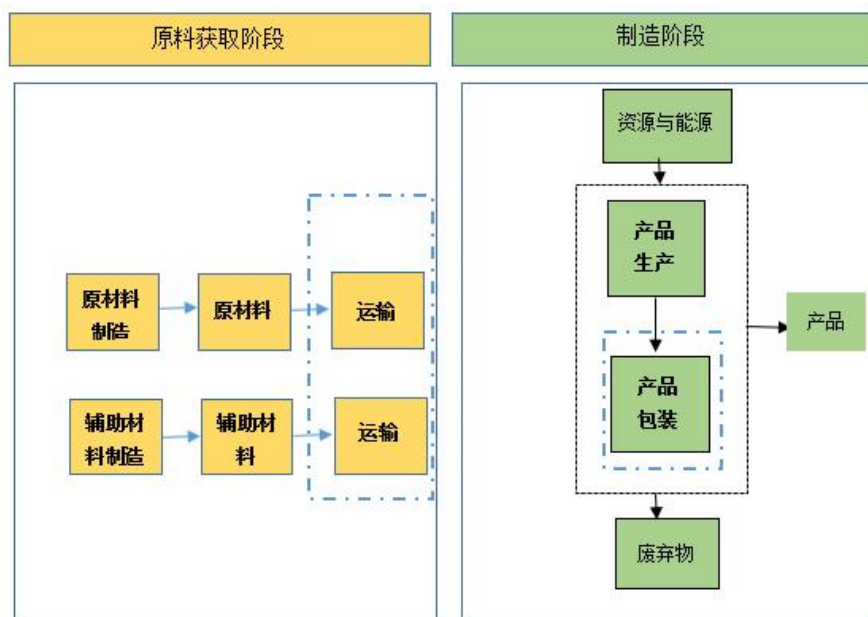 原料获取阶段
制造阶段
原材料
制造
原材料
运输
辅助材
料制造
辅助材
料
运输
资源与能源
产品
生产
产品
包装
产品
废弃物